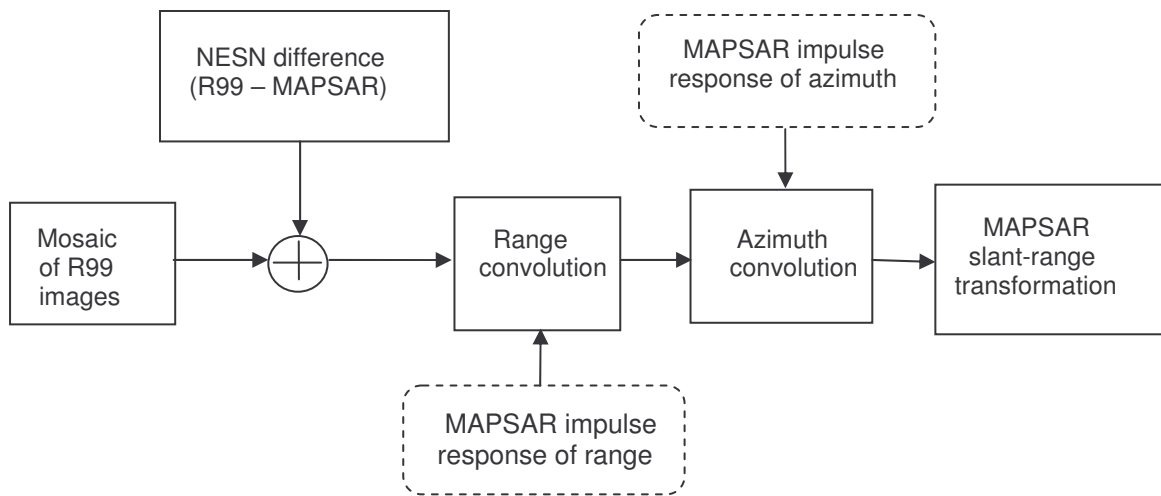 NESN difference
(R99 – MAPSAR)
MAPSAR impulse
response of azimuth
Mosaic
of R99
images
Range
convolution
Azimuth
convolution
MAPSAR
slant-range
transformation
MAPSAR impulse
response of range